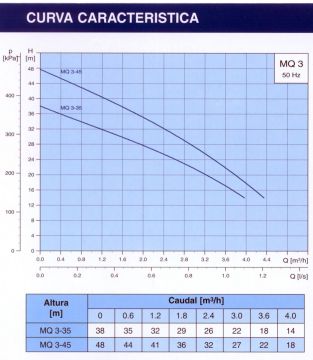 CURVA CARACTERISTICA
p
[kPa]
H
[m]
MQ 3
50 Hz
MQ 3-45
MQ 3-35
48
44
40
36
32
28
24
20
16
12
8
4
0
400
300
200
100
0
0.0 0.4 0.8 1.2 1.6 2.0 2.4 2.8 3.2 3.6 4.0 4.4 Q [m³/h]
0.0 0.2 0.4 0.6 0.8 1.0 1.2 Q [l/s]
Altura [m] Caudal [m³/h]
0 0.6 1.2 1.8 2.4 3.0 3.6 4.0
MQ 3-35 38 35 32 29 26 22 18 14
MQ 3-45 48 44 41 36 32 27 22 18